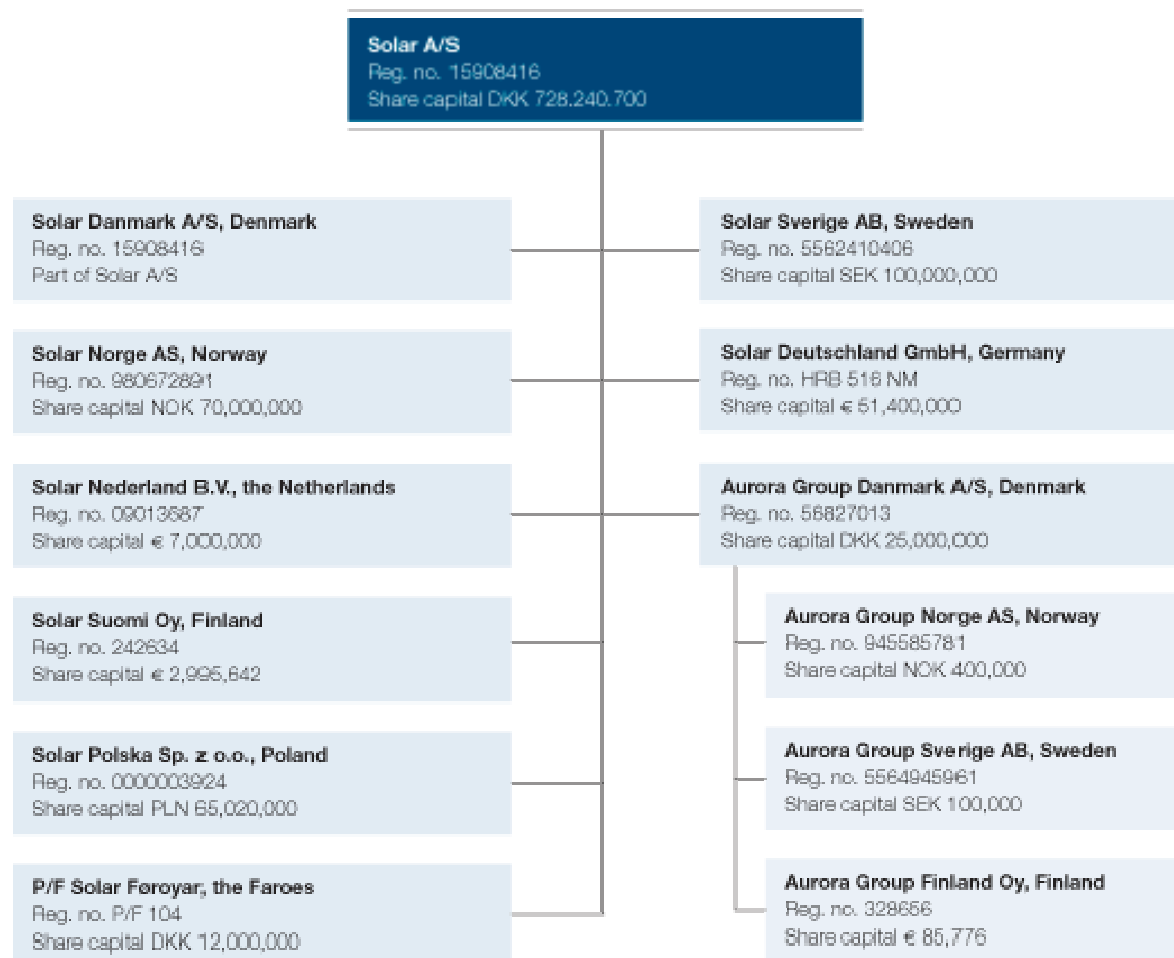 Solar A/S
Reg. no. 15908416
Share capital DKK 728.240.700
Solar Danmark A/S, Denmark
Reg. no. 15908416
Part of Solar A/S
Solar Norge AS, Norway
Reg. no. 980672891
Share capital NOK 70,000,000
Solar Nederland B.V., the Netherlands
Reg. no. 09013687
Share capital € 7,000,000
Solar Suomi Oy, Finland
Reg. no. 242634
Share capital € 2,995,642
Solar Polska Sp. z o.o., Poland
Reg. no. 0000003924
Share capital PLN 65,020,000
P/F Solar Føroyar, the Faroes
Reg. no. P/F 104
Share capital DKK 12,000,000
Solar Sverige AB, Sweden
Reg. no. 5562410406
Share capital SEK 100,000,000
Solar Deutschland GmbH, Germany
Reg. no. HRB 516 NM
Share capital € 51,400,000
Aurora Group Danmark A/S, Denmark
Reg. no. 56827013
Share capital DKK 25,000,000
Aurora Group Norge AS, Norway
Reg. no. 945585781
Share capital NOK 400,000
Aurora Group Sverige AB, Sweden
Reg. no. 5564945961
Share capital SEK 100,000
Aurora Group Finland Oy, Finland
Reg. no. 328656
Share capital € 85,776